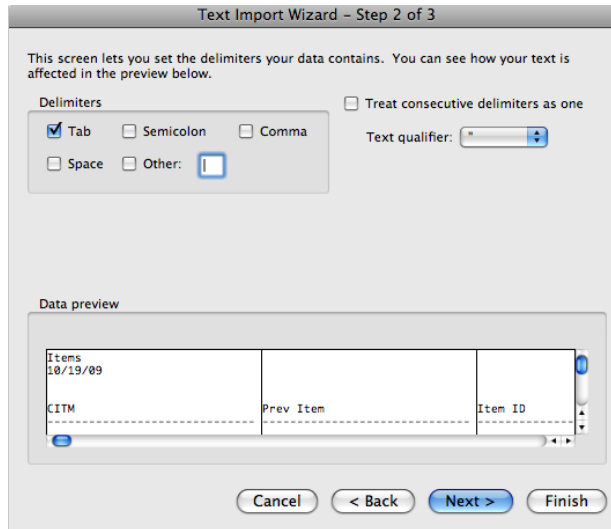 Text Import Wizard – Step 2 of 3
This screen lets you set the delimiters your data contains. You can see how your text is
affected in the preview below.
Delimiters
Tab
Semicolon
Comma
Space
Other:
Treat consecutive delimiters as one
Text qualifier: "
Data preview
Items
10/19/09
CITM Prev Item Item ID
Cancel < Back Next > Finish